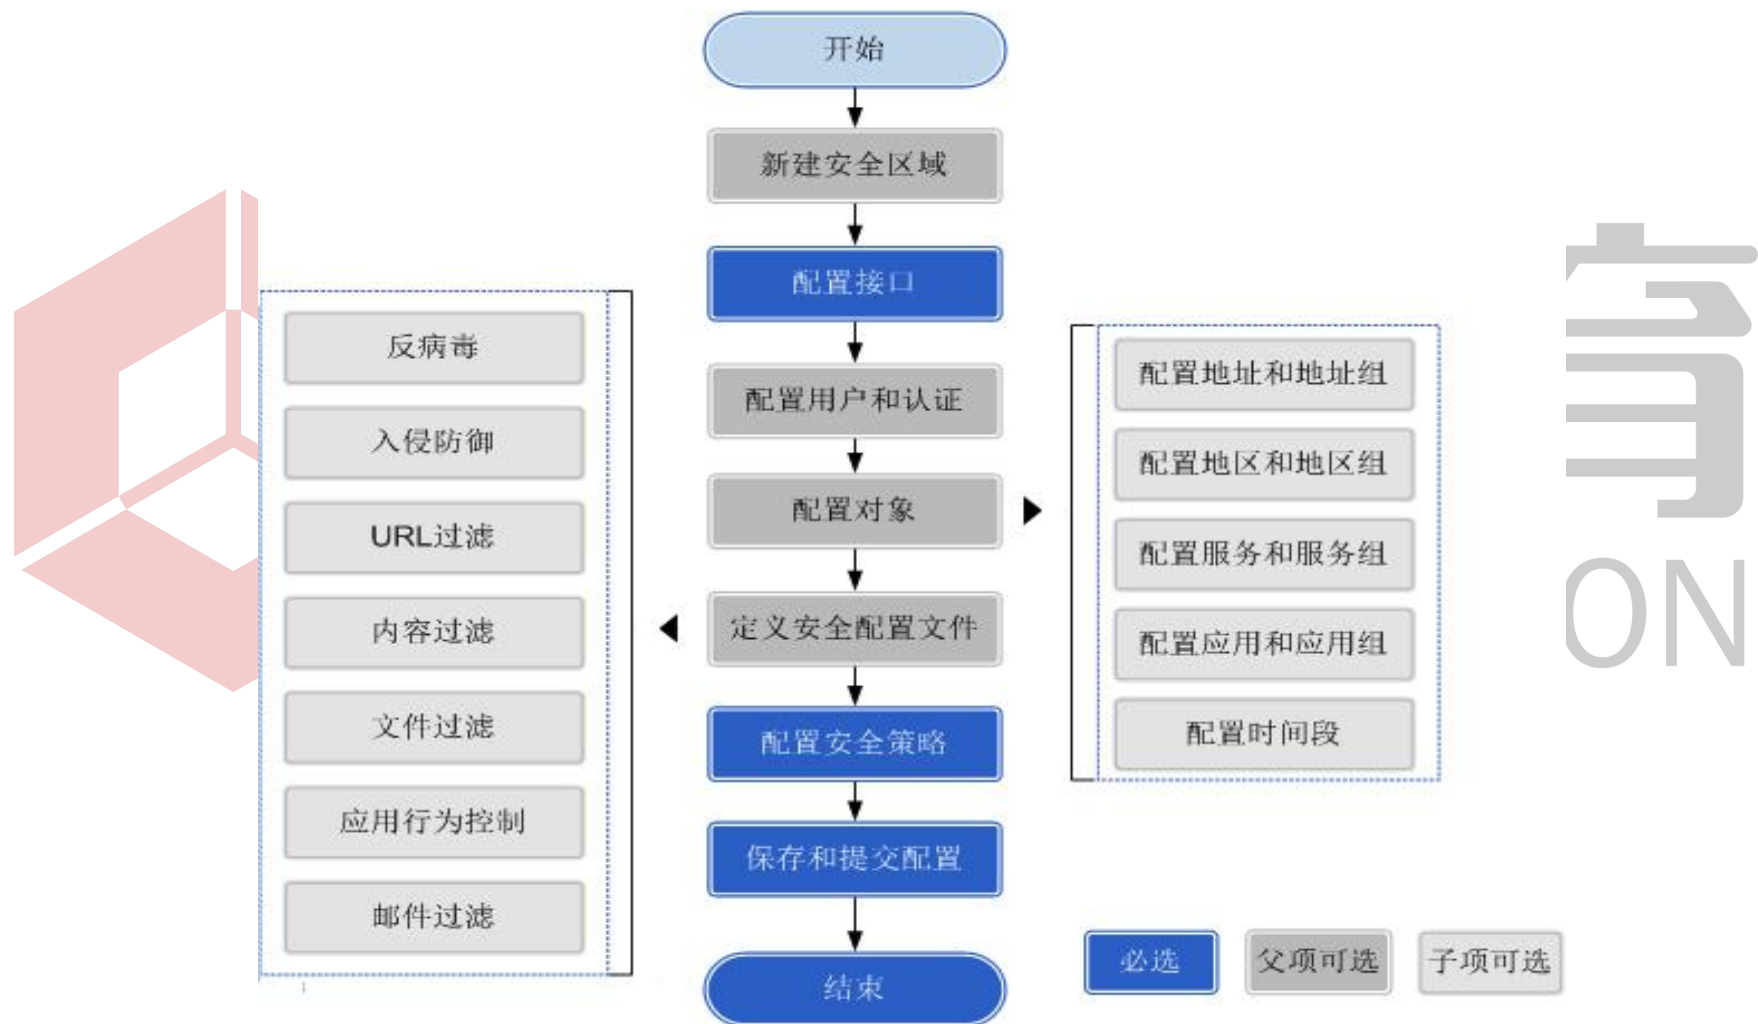 开始
新建安全区域
配置接口
配置用户和认证
配置对象
定义安全配置文件
配置安全策略
保存和提交配置
结束
反病毒
入侵防御
URL过滤
内容过滤
文件过滤
应用行为控制
邮件过滤
配置地址和地址组
配置地区和地区组
配置服务和服务组
配置应用和应用组
配置时间段
必选
父项可选
子项可选
育
ON